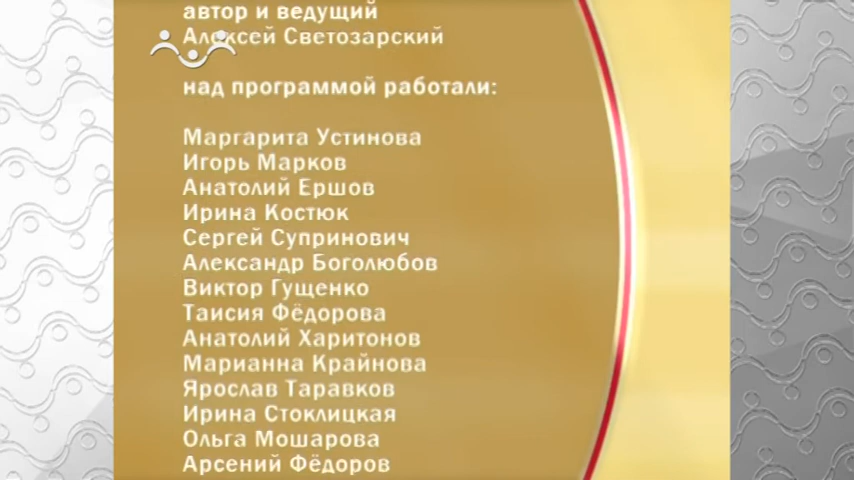 автор и ведущий
Алексей Светозарский
над программой работали:
Маргарита Устинова
Игорь Марков
Анатолий Ершов
Ирина Костюк
Сергей Супринович
Александр Боголюбов
Виктор Гущенко
Таисия Фёдорова
Анатолий Харитонов
Марианна Крайнова
Ярослав Таравков
Ирина Стоклицкая
Ольга Мошарова
Арсений Фёдоров